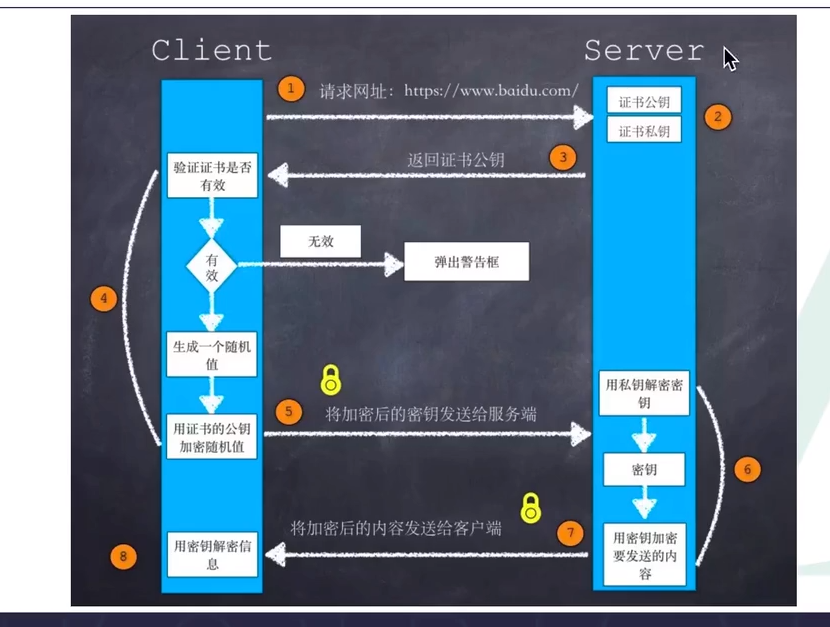 Client
Server
1
请求网址：https://www.baidu.com/
证书公钥
2
证书私钥
返回证书公钥
3
验证证书是否
有效
无效
有
效
弹出警告框
4
生成一个随机
值
用私钥解密密
钥
5
将加密后的密钥发送给服务端
用证书的公钥
加密随机值
密钥
6
将加密后的内容发送给客户端
7
用密钥加密
要发送的内
容
8
用密钥解密信
息